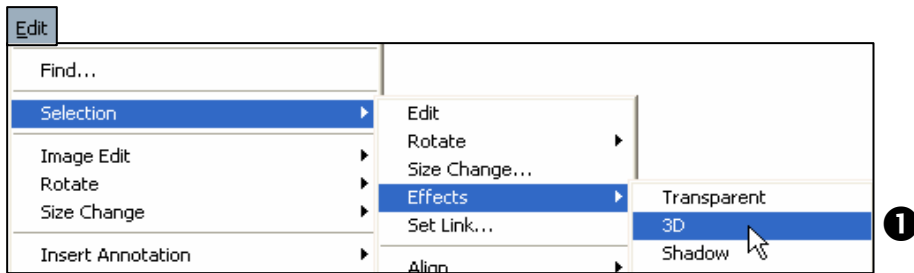 Edit
Find...
Selection
Image Edit
Rotate
Size Change
Insert Annotation
Edit
Rotate
Size Change...
Effects
Set Link...
Align
Transparent
3D
Shadow
1